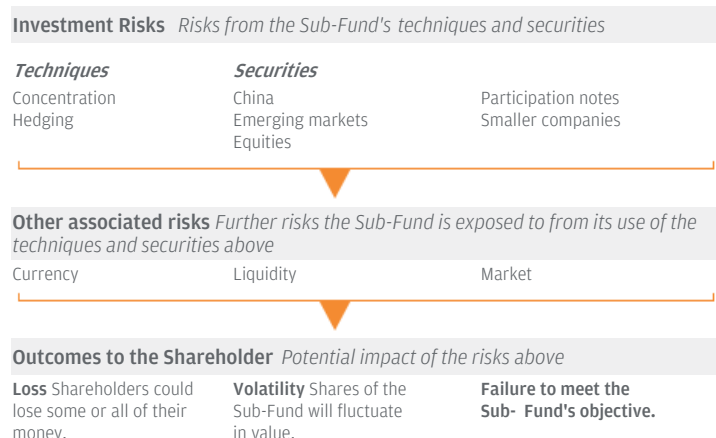 Investment Risks Risks from the Sub-Fund's techniques and securities
Techniques Securities
Concentration China Participation notes
Hedging Emerging markets Smaller companies
Equities
Other associated risks Further risks the Sub-Fund is exposed to from its use of the
techniques and securities above
Currency Liquidity Market
Outcomes to the Shareholder Potential impact of the risks above
Loss Shareholders could Volatility Shares of the Failure to meet the
lose some or all of their Sub-Fund will fluctuate Sub- Fund's objective.
money. in value.